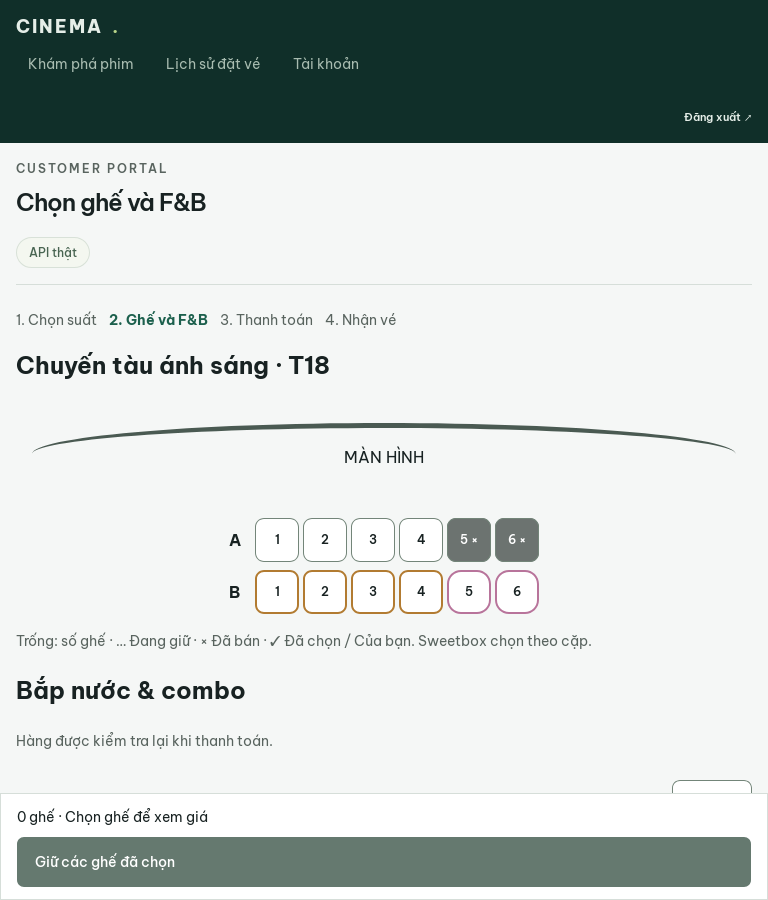 CINEMA .
Khám phá phim Lịch sử đặt vé Tài khoản
Đăng xuất ↗
CUSTOMER PORTAL
Chọn ghế và F&B
API thật
1. Chọn suất 2. Ghế và F&B 3. Thanh toán 4. Nhận vé
Chuyến tàu ánh sáng · T18
MÀN HÌNH
A 1 2 3 4 5 × 6 ×
B 1 2 3 4 5 6
Trống: số ghế · … Đang giữ · × Đã bán · ✓ Đã chọn / Của bạn. Sweetbox chọn theo cặp.
Bắp nước & combo
Hàng được kiểm tra lại khi thanh toán.
0 ghế · Chọn ghế để xem giá
Giữ các ghế đã chọn